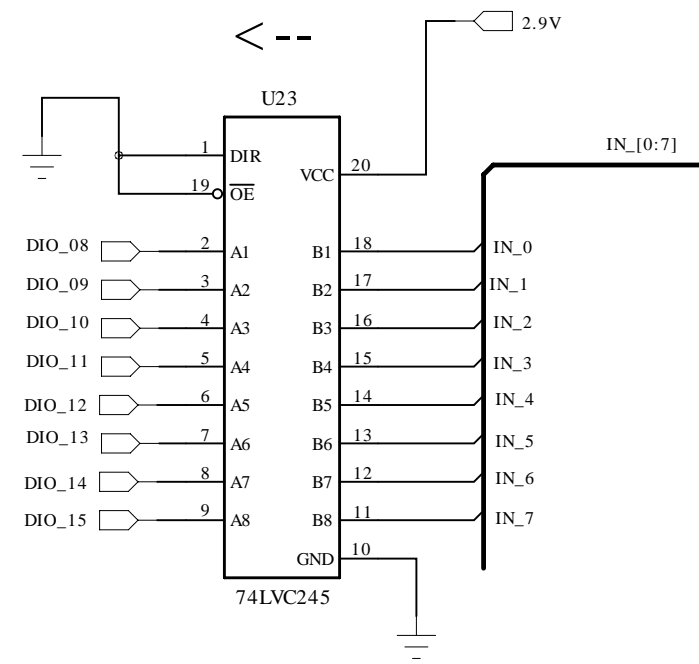 < --
2.9V
U23
IN_[0:7]
1 DIR
VCC 20
19 OE
DIO_08 2 A1 B1 18 IN_0
DIO_09 3 A2 B2 17 IN_1
DIO_10 4 A3 B3 16 IN_2
DIO_11 5 A4 B4 15 IN_3
DIO_12 6 A5 B5 14 IN_4
DIO_13 7 A6 B6 13 IN_5
DIO_14 8 A7 B7 12 IN_6
DIO_15 9 A8 B8 11 IN_7
GND 10
74LVC245